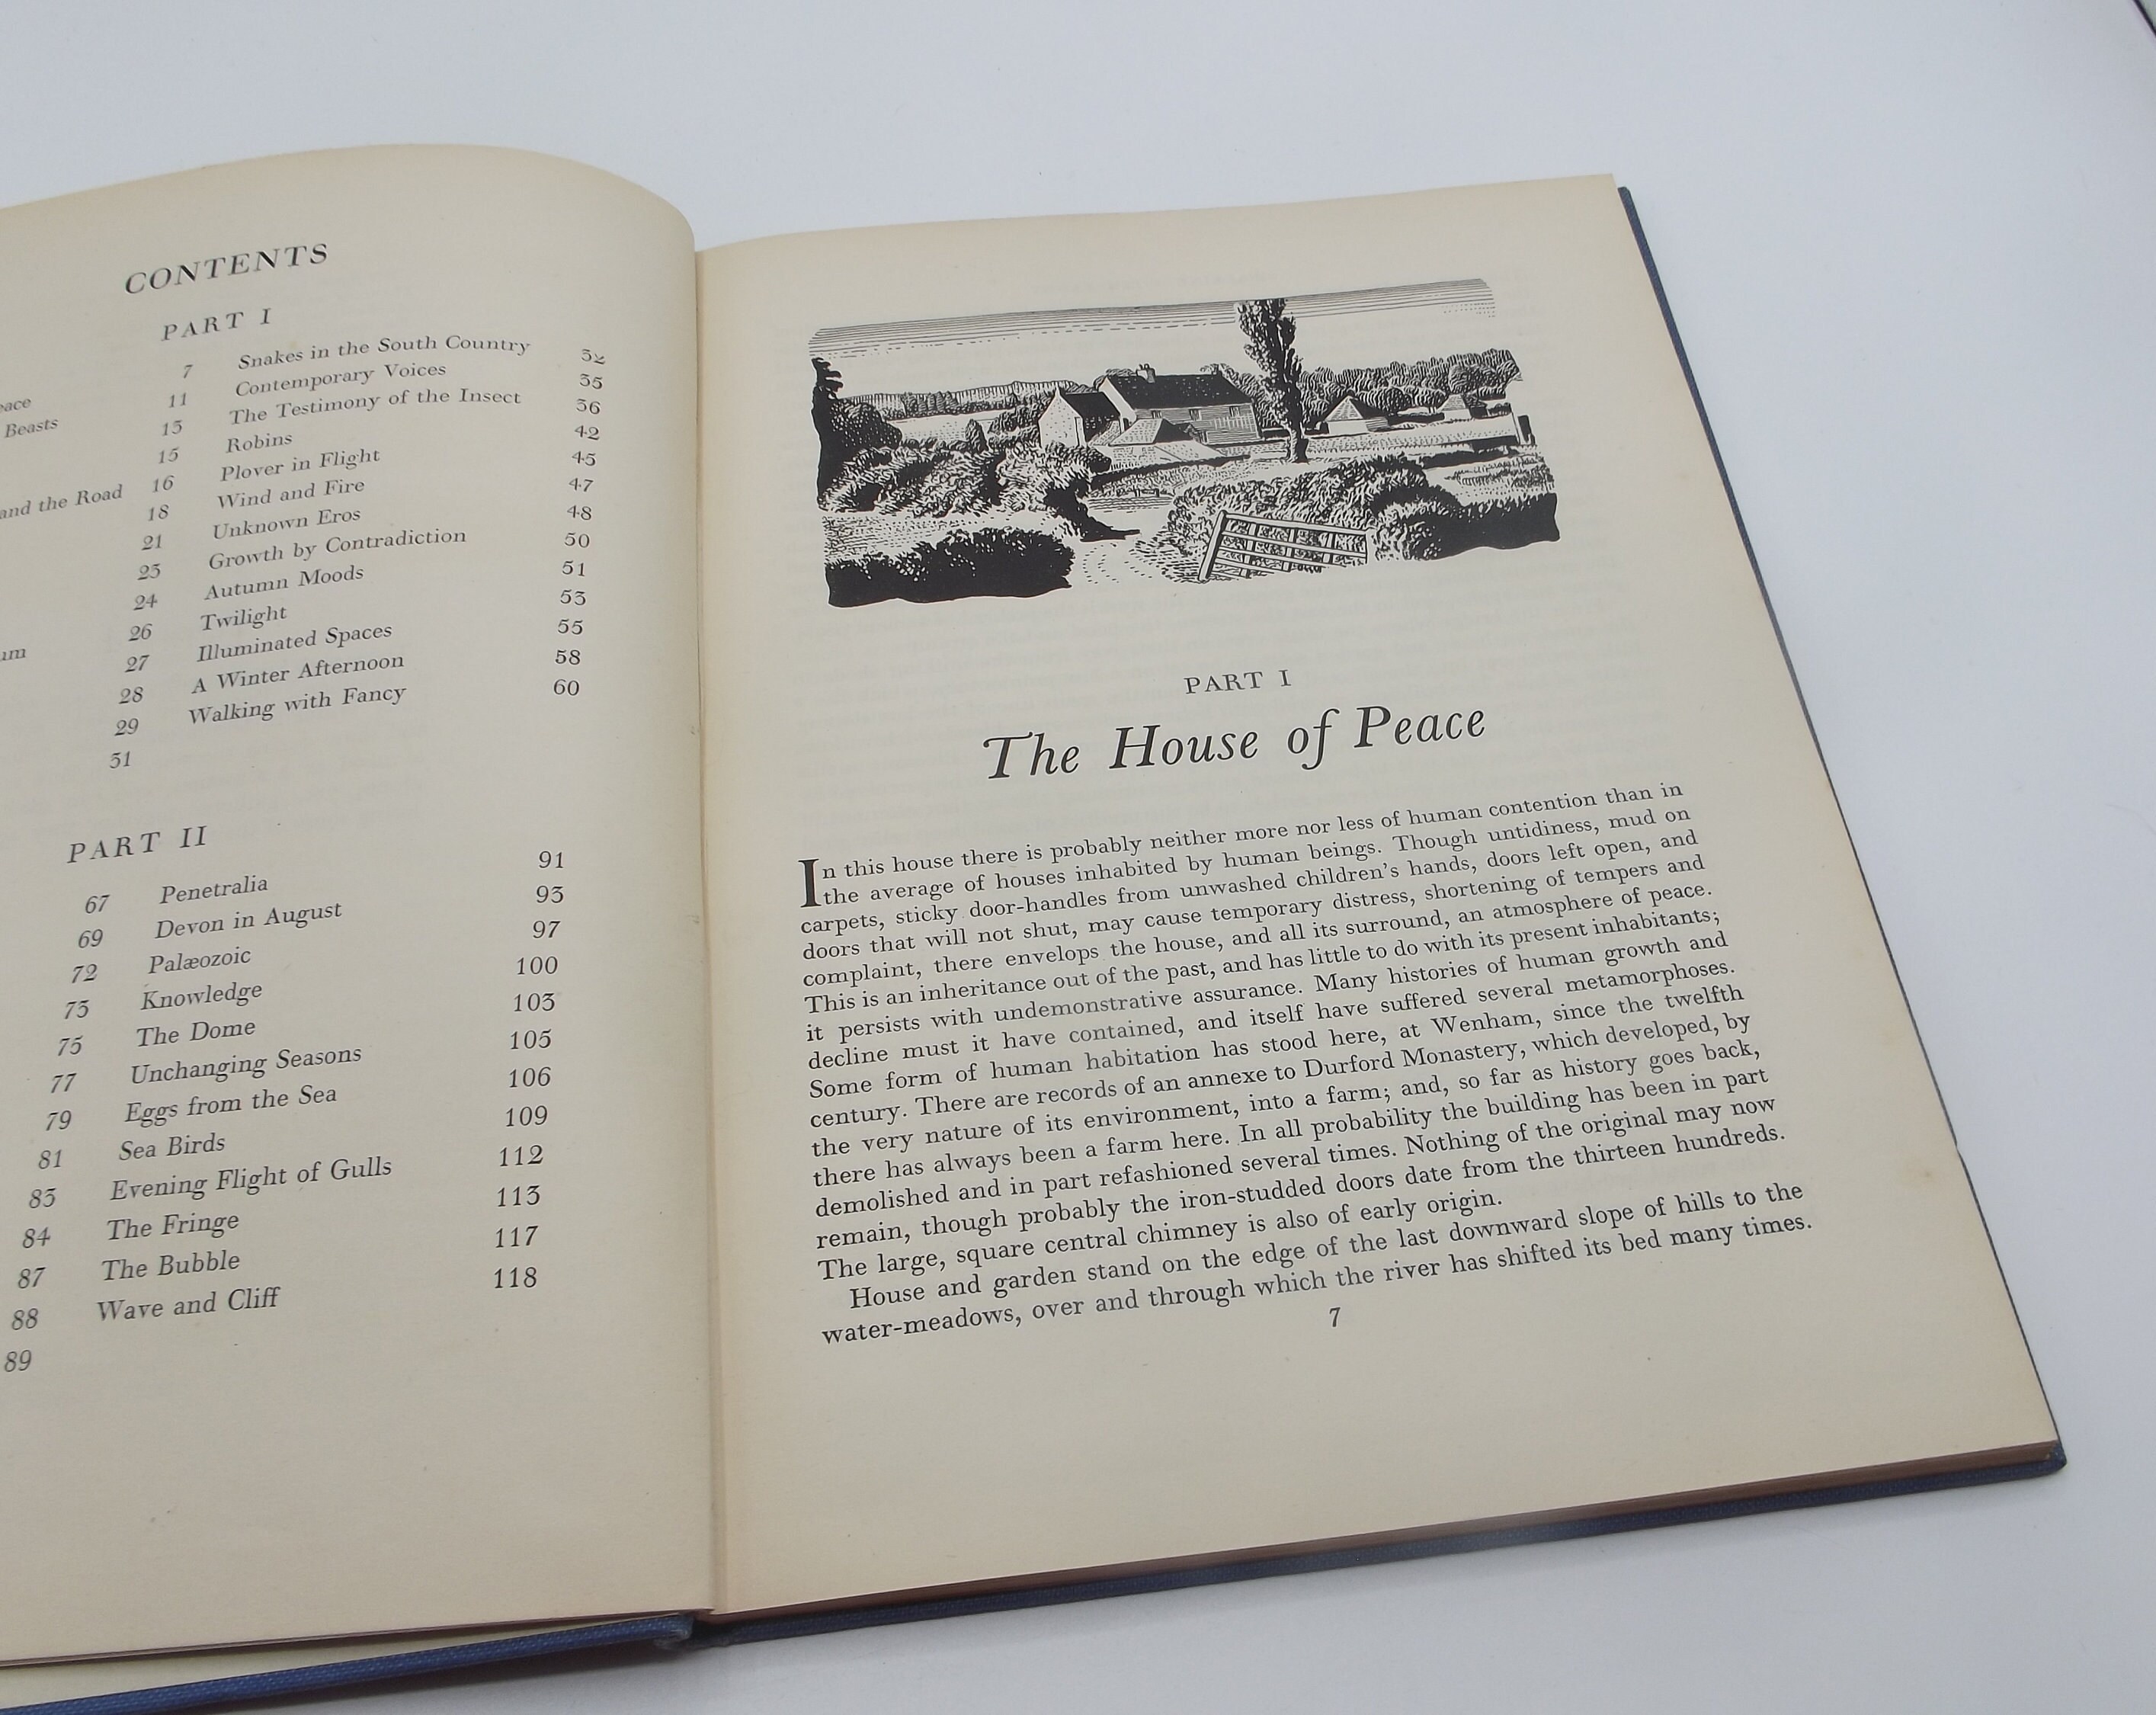 CONTENTS
PART I
7
Beasts 11
13
15
and the Road 16
18
21
23
24
26
27
28
29
31
Snakes in the South Country 32
Contemporary Voices 35
The Testimony of the Insect 36
Robins 42
Plover in Flight 45
Wind and Fire 47
Unknown Eros 48
Growth by Contradiction 50
Autumn Moods 51
Twilight 53
Illuminated Spaces 55
A Winter Afternoon 58
Walking with Fancy 60
PART II
67
69
72
73
75
77
79
81
83
84
87
88
89
Penetralia 91
Devon in August 93
Palæozoic 97
Knowledge 100
The Dome 103
Unchanging Seasons 105
Eggs from the Sea 106
Sea Birds 109
Evening Flight of Gulls 112
The Fringe 113
The Bubble 117
Wave and Cliff 118
PART I
The House of Peace
In this house there is probably neither more nor less of human contention than in
the average of houses inhabited by human beings. Though untidiness, mud on
carpets, sticky door-handles from unwashed children's hands, doors left open, and
doors that will not shut, may cause temporary distress, shortening of tempers and
complaint, there envelops the house, and all its surround, an atmosphere of peace.
This is an inheritance out of the past, and has little to do with its present inhabitants;
it persists with undemonstrative assurance. Many histories of human growth and
decline must it have contained, and itself have suffered several metamorphoses.
Some form of human habitation has stood here, at Wenham, since the twelfth
century. There are records of an annexe to Durford Monastery, which developed, by
the very nature of its environment, into a farm; and, so far as history goes back,
there has always been a farm here. In all probability the building has been in part
demolished and in part refashioned several times. Nothing of the original may now
remain, though probably the iron-studded doors date from the thirteen hundreds.
The large, square central chimney is also of early origin.
House and garden stand on the edge of the last downward slope of hills to the
water-meadows, over and through which the river has shifted its bed many times.
7